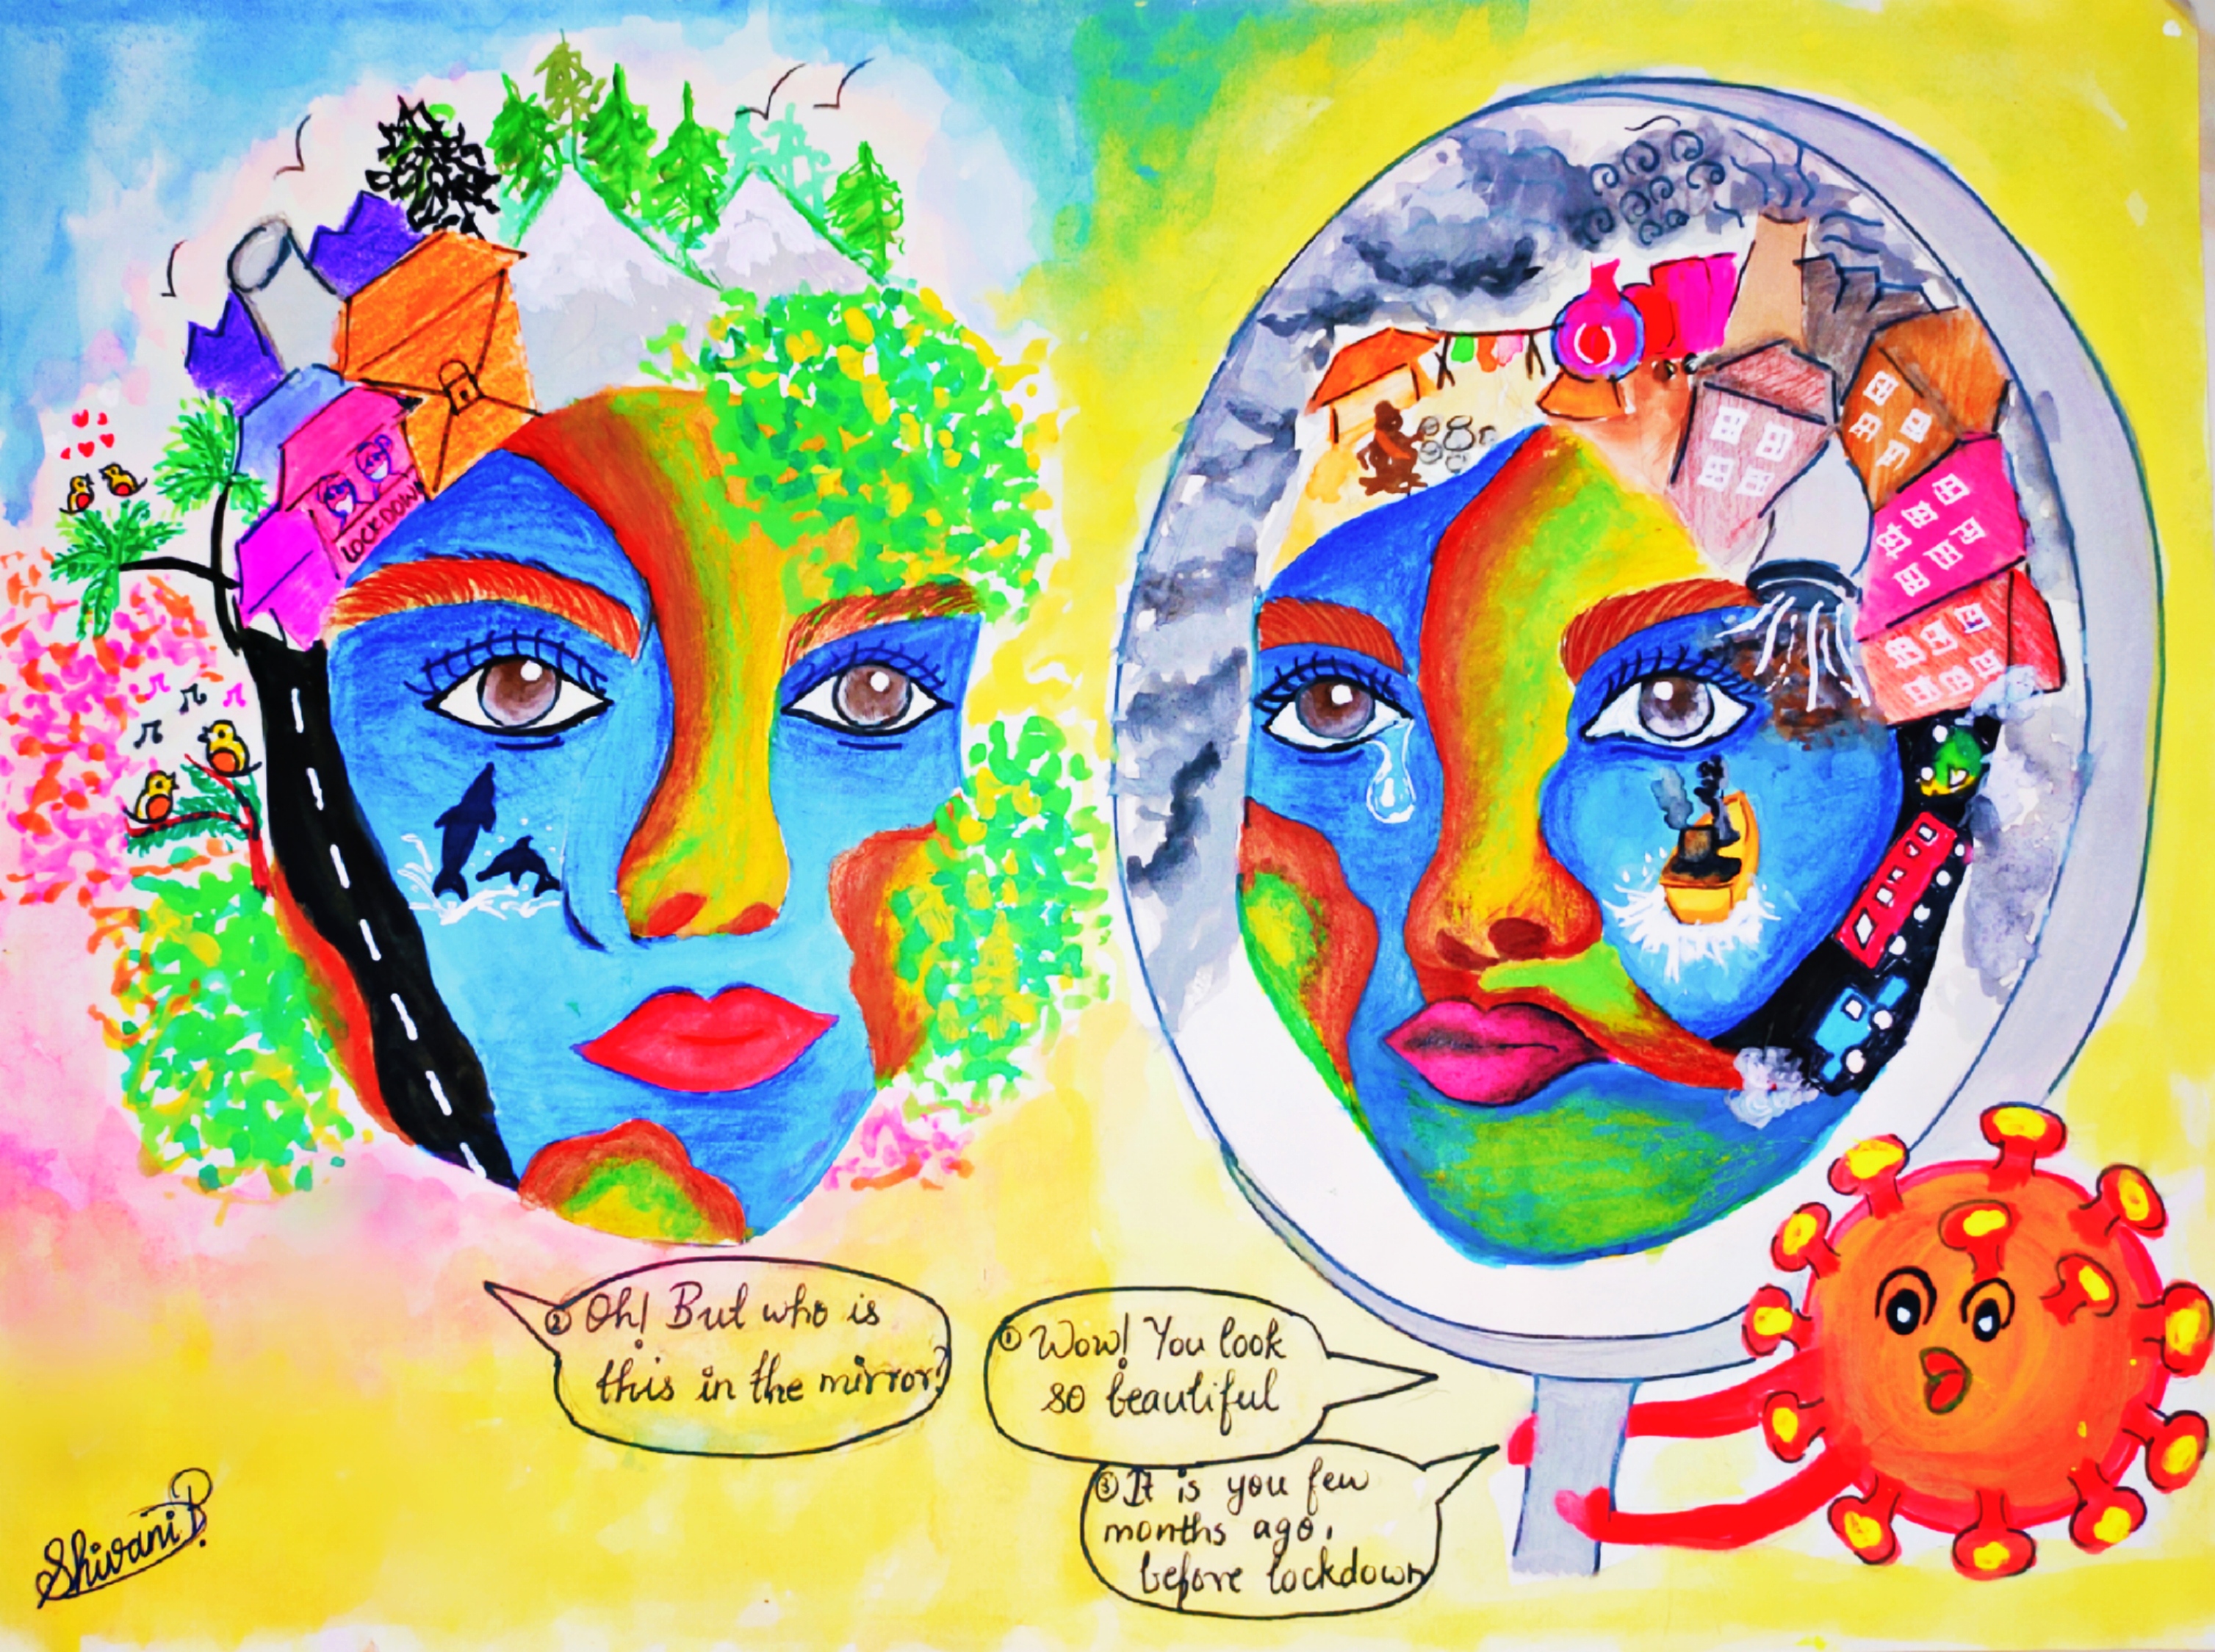 LOCKDOWN
② Oh! But who is
this in the mirror?
① Wow! You look
so beautiful
③ It is you few
months ago,
before lockdown
Shivani.B